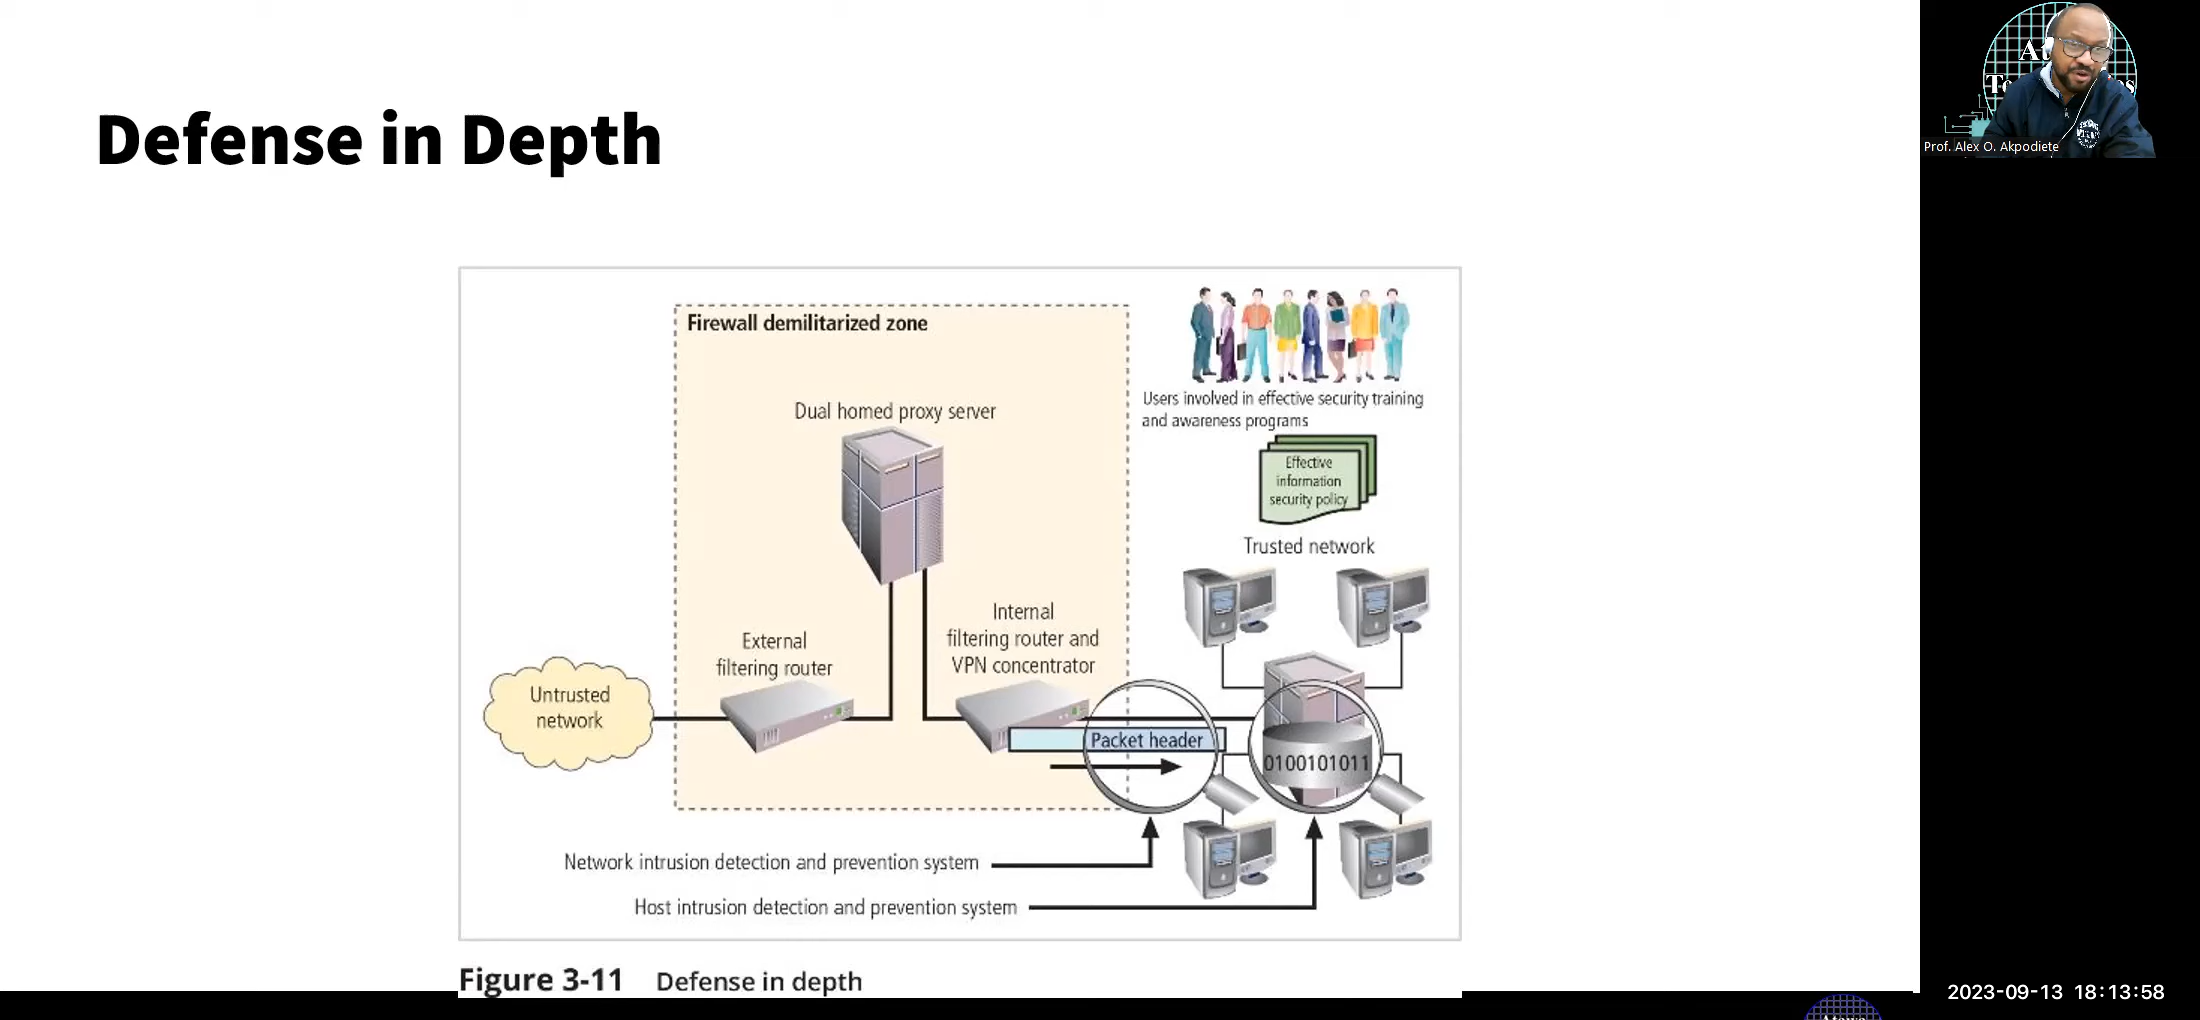 Defense in Depth
Prof. Alex O. Akpodiete
Firewall demilitarized zone
Dual homed proxy server
Users involved in effective security training
and awareness programs
Effective
information
security policy
Trusted network
External
filtering router
Internal
filtering router and
VPN concentrator
Untrusted
network
Packet header
0100101011
Network intrusion detection and prevention system
Host intrusion detection and prevention system
Figure 3-11 Defense in depth
2023-09-13 18:13:58